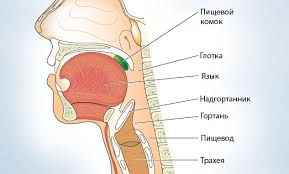 Пищевой
комок
Глотка
Язык
Надгортанник
Гортань
Пищевод
Трахея